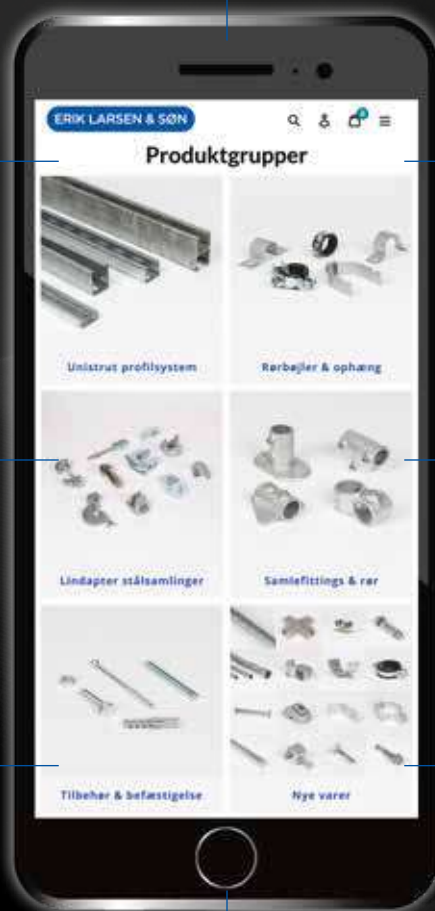 ERIK LARSEN & SØN
Produktgrupper
Unistrut profilsystem
Rørbøjler & ophæng
Lindapter stålsamlinger
Samlefittings & rør
Tilbehør & befæstigelse
Nye varer